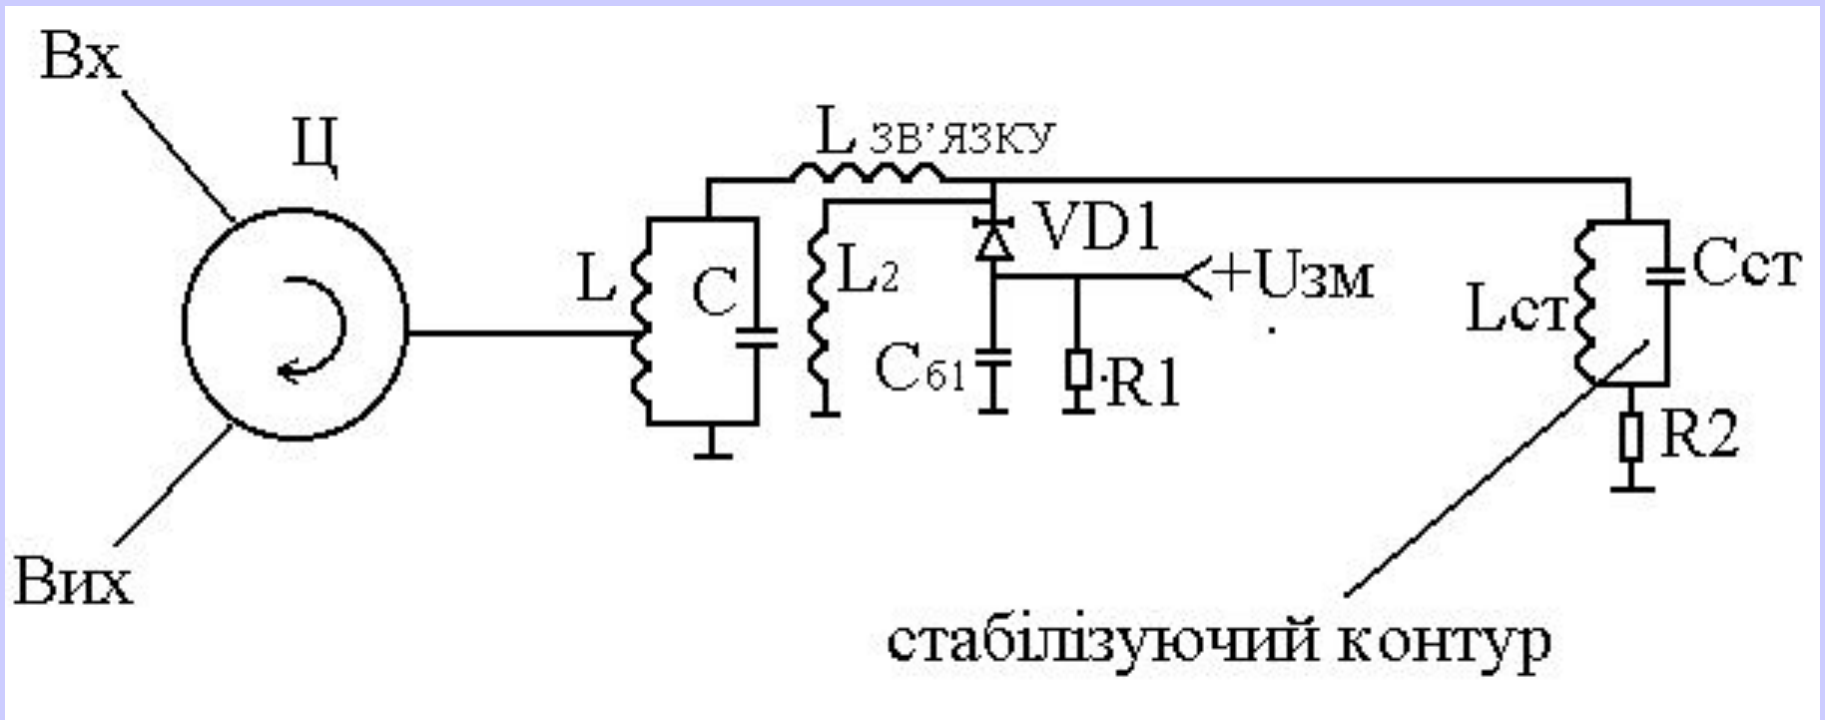 Вх
Ц
L ЗВ’ЯЗКУ
VD1
L
C
L2
+Uзм
Cст
Lст
Cб1
R1
R2
Вих
стабілізуючий контур